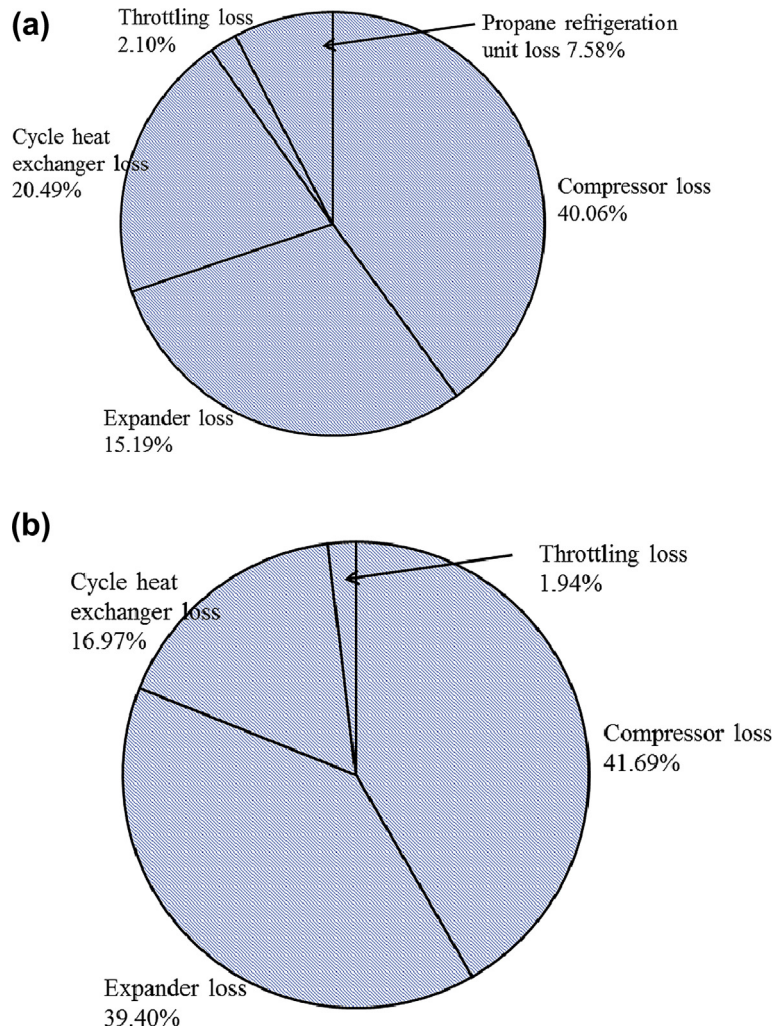 (a)
Throttling loss
2.10%
Propane refrigeration
unit loss 7.58%
Cycle heat
exchanger loss
20.49%
Compressor loss
40.06%
Expander loss
15.19%
(b)
Throttling loss
1.94%
Cycle heat
exchanger loss
16.97%
Compressor loss
41.69%
Expander loss
39.40%